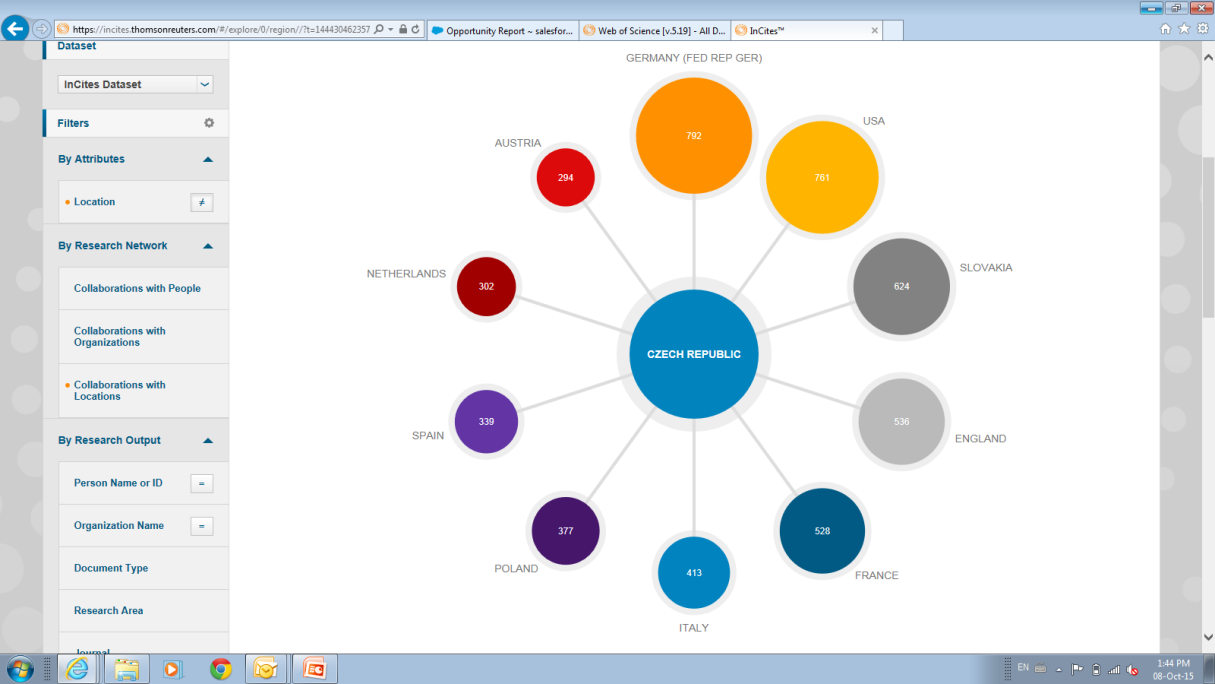 https://incites.thomsonreuters.com/#/explore/0/region//?t=144430462357
Opportunity Report ~ salesfor...
Web of Science [v.5.19] - All D...
InCites™
Dataset
InCites Dataset
Filters
By Attributes
Location ≠
By Research Network
Collaborations with People
Collaborations with
Organizations
Collaborations with
Locations
By Research Output
Person Name or ID =
Organization Name =
Document Type
Research Area
Journal
GERMANY (FED REP GER)
792
USA
761
AUSTRIA
294
SLOVAKIA
624
NETHERLANDS
302
CZECH REPUBLIC
ENGLAND
536
SPAIN
339
FRANCE
528
POLAND
377
ITALY
413
EN
1:44 PM
08-Oct-15